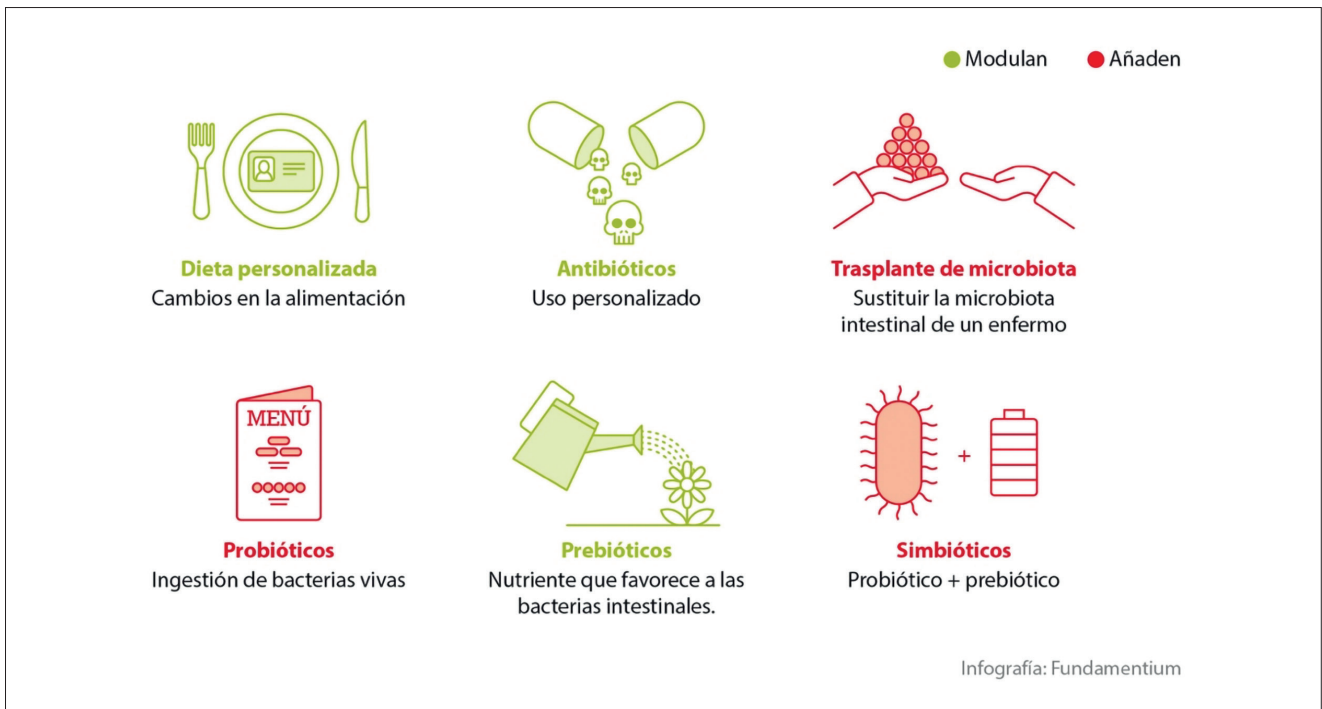 Modulan
Añaden
Dieta personalizada
Cambios en la alimentación
Antibióticos
Uso personalizado
Trasplante de microbiota
Sustituir la microbiota
intestinal de un enfermo
MENÚ
Probióticos
Ingestión de bacterias vivas
Prebióticos
Nutriente que favorece a las
bacterias intestinales.
+
Simbióticos
Probiótico + prebiótico
Infografía: Fundamentium